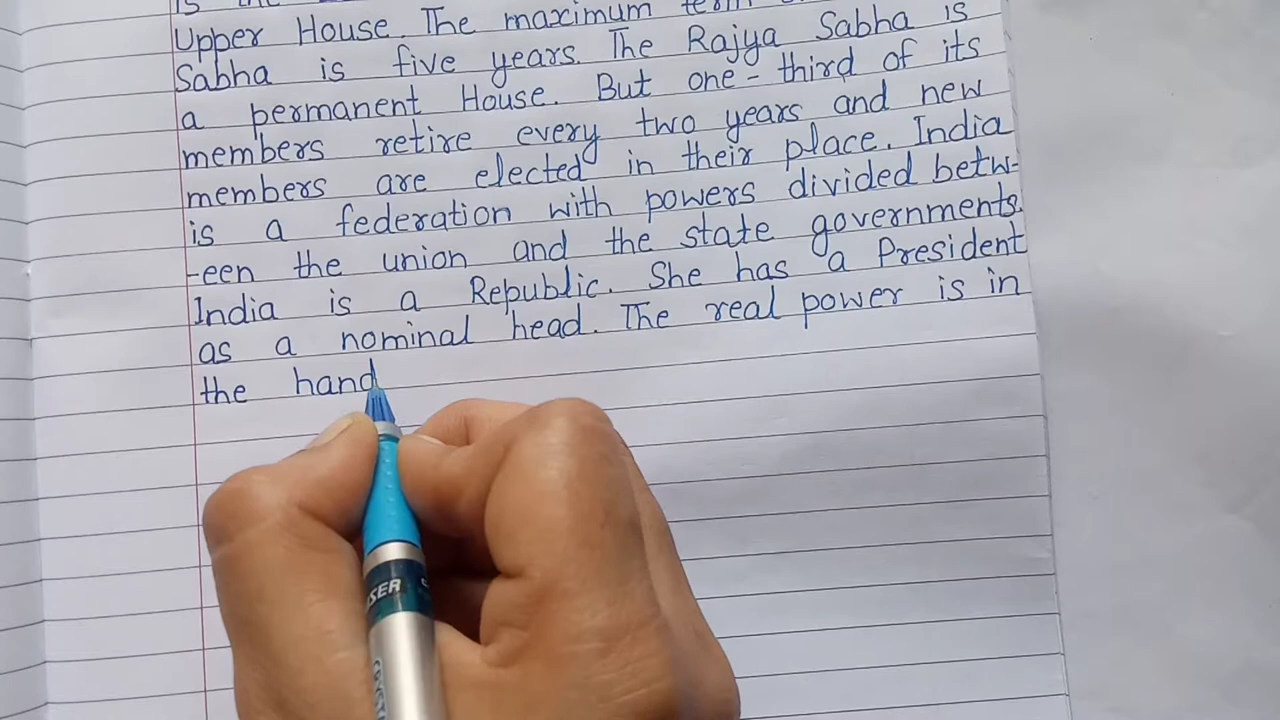 is the
Upper House. The maximum term
Sabha is five years. The Rajya Sabha is
a permanent House. But one-third of its
members retire every two years and new
members are elected in their place. India
is a federation with powers divided betw-
-een the union and the state governments.
India is a Republic. She has a President
as a nominal head. The real power is in
the hand